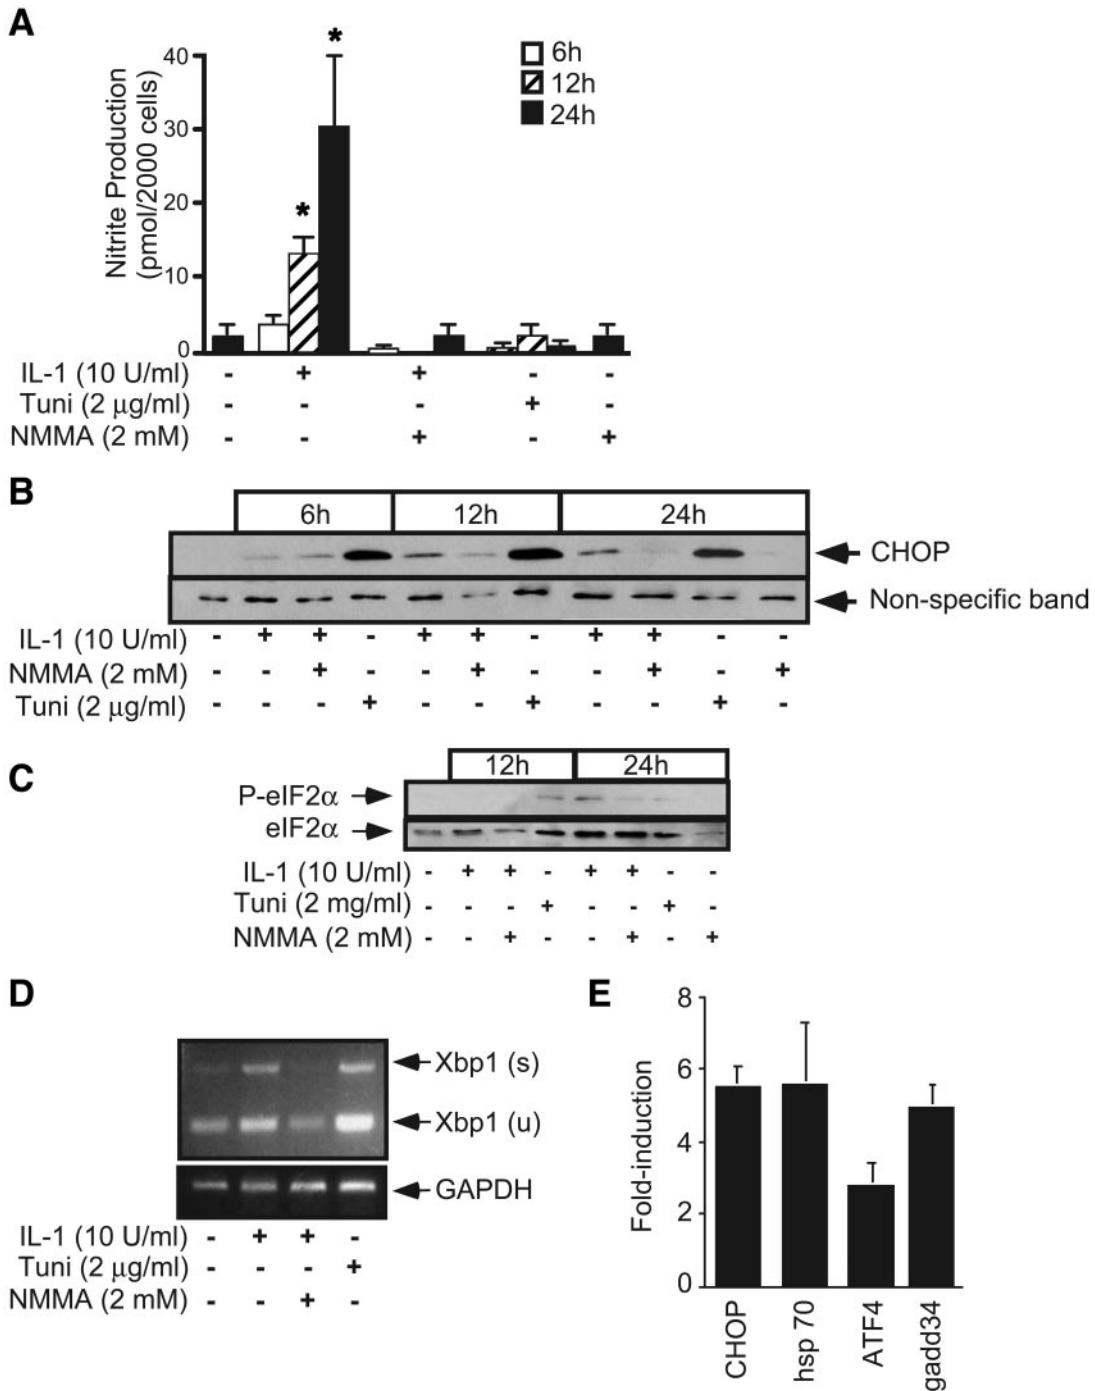 A
Nitrite Production
(pmol/2000 cells)
40
30
20
10
0
* *
6h
12h
24h
IL-1 (10 U/ml) - + + - -
Tuni (2 μg/ml) - - - + -
NMMA (2 mM) - - + - +
B
6h 12h 24h
CHOP
Non-specific band
IL-1 (10 U/ml) - + + - + + - + + - -
NMMA (2 mM) - - + - - + - - + - +
Tuni (2 μg/ml) - - - + - - + - - + -
C
12h 24h
P-eIF2α
eIF2α
IL-1 (10 U/ml) - + + - + + - -
Tuni (2 mg/ml) - - - + - - + -
NMMA (2 mM) - - + - - + - +
D
Xbp1 (s)
Xbp1 (u)
GAPDH
IL-1 (10 U/ml) - + + -
Tuni (2 μg/ml) - - - +
NMMA (2 mM) - - + -
E
Fold-induction
8
6
4
2
0
CHOP
hsp 70
ATF4
gadd34